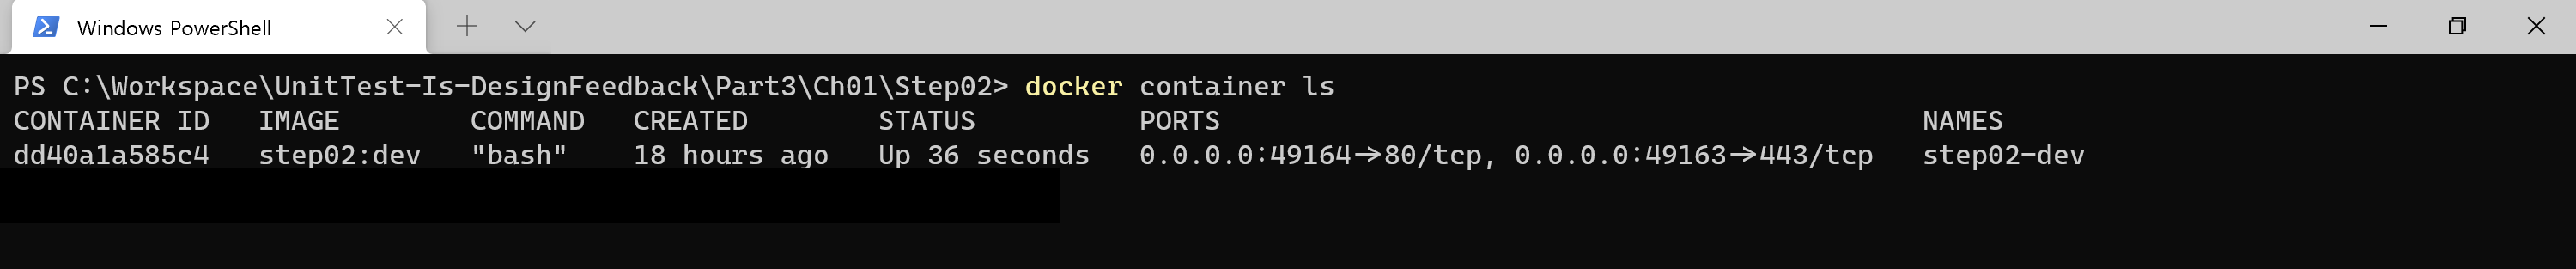 Windows PowerShell
PS C:\Workspace\UnitTest-Is-DesignFeedback\Part3\Ch01\Step02> docker container ls
CONTAINER ID   IMAGE        COMMAND   CREATED        STATUS          PORTS                                           NAMES
dd40a1a585c4   step02:dev   "bash"    18 hours ago   Up 36 seconds   0.0.0.0:49164->80/tcp, 0.0.0.0:49163->443/tcp   step02-dev